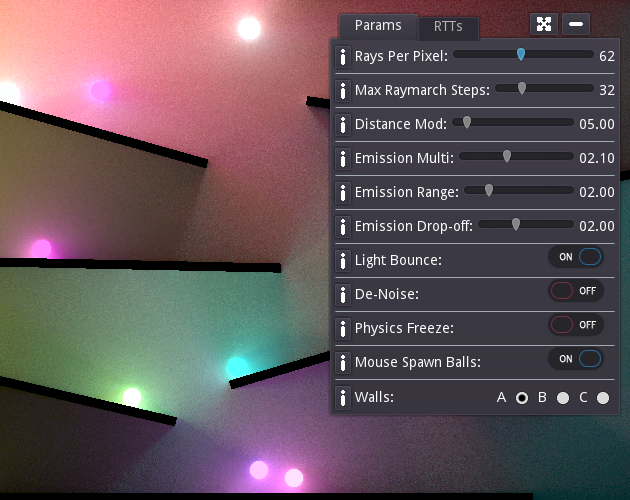 Params RTTs
Rays Per Pixel: 62
Max Raymarch Steps: 32
Distance Mod: 05.00
Emission Multi: 02.10
Emission Range: 02.00
Emission Drop-off: 02.00
Light Bounce: ON
De-Noise: OFF
Physics Freeze: OFF
Mouse Spawn Balls: ON
Walls: A B C